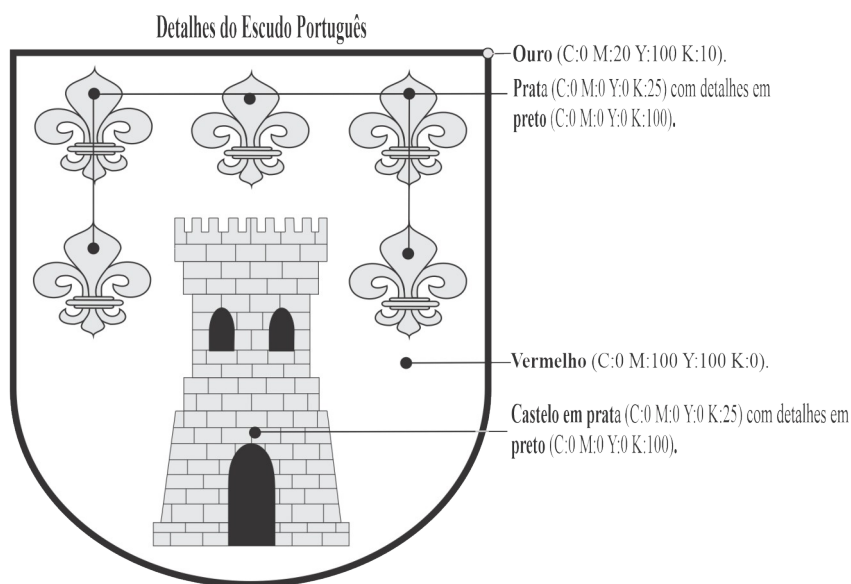 Detalhes do Escudo Português
Ouro (C:0 M:20 Y:100 K:10).
Prata (C:0 M:0 Y:0 K:25) com detalhes em
preto (C:0 M:0 Y:0 K:100).
Vermelho (C:0 M:100 Y:100 K:0).
Castelo em prata (C:0 M:0 Y:0 K:25) com detalhes em
preto (C:0 M:0 Y:0 K:100).